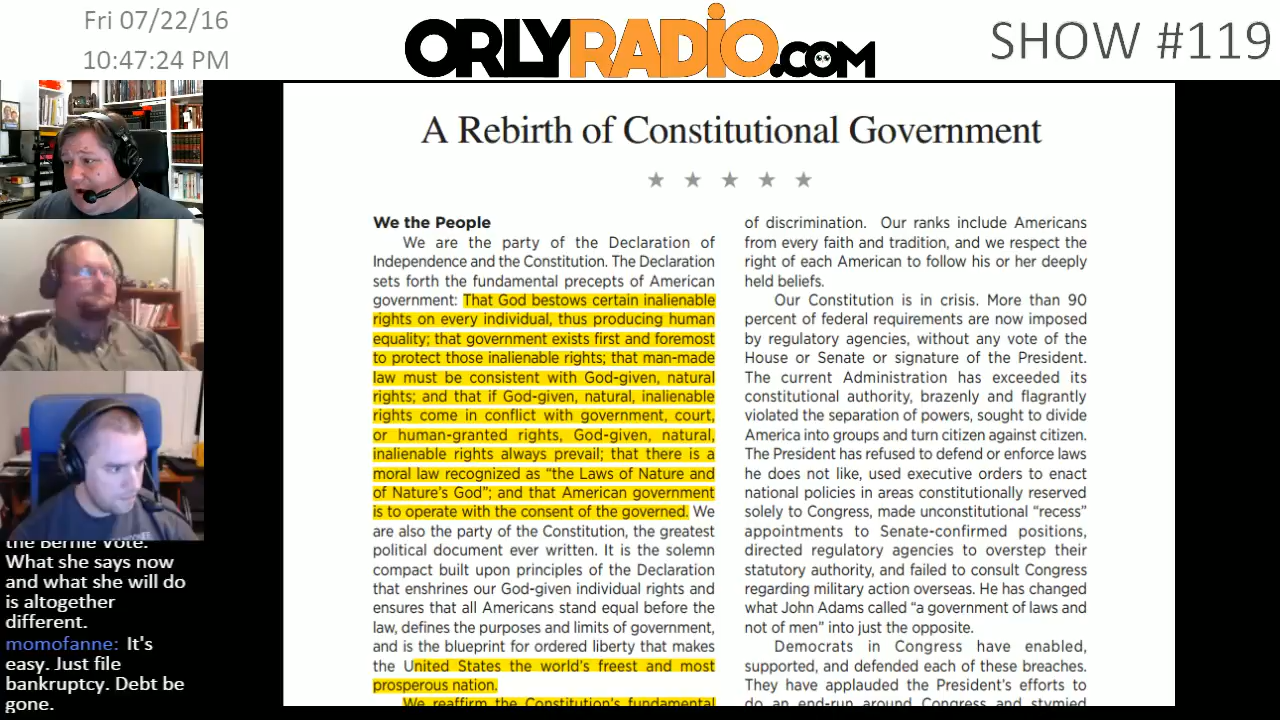 Fri 07/22/16
10:47:24 PM
ORLYRADiO.COM
SHOW #119
A Rebirth of Constitutional Government
We the People
We are the party of the Declaration of
Independence and the Constitution. The Declaration
sets forth the fundamental precepts of American
government: That God bestows certain inalienable
rights on every individual, thus producing human
equality; that government exists first and foremost
to protect those inalienable rights; that man-made
law must be consistent with God-given, natural
rights; and that if God-given, natural, inalienable
rights come in conflict with government, court,
or human-granted rights, God-given, natural,
inalienable rights always prevail; that there is a
moral law recognized as “the Laws of Nature and
of Nature’s God”; and that American government
is to operate with the consent of the governed. We
are also the party of the Constitution, the greatest
political document ever written. It is the solemn
compact built upon principles of the Declaration
that enshrines our God-given individual rights and
ensures that all Americans stand equal before the
law, defines the purposes and limits of government,
and is the blueprint for ordered liberty that makes
the United States the world’s freest and most
prosperous nation.
We reaffirm the Constitution’s fundamental
of discrimination. Our ranks include Americans
from every faith and tradition, and we respect the
right of each American to follow his or her deeply
held beliefs.
Our Constitution is in crisis. More than 90
percent of federal requirements are now imposed
by regulatory agencies, without any vote of the
House or Senate or signature of the President.
The current Administration has exceeded its
constitutional authority, brazenly and flagrantly
violated the separation of powers, sought to divide
America into groups and turn citizen against citizen.
The President has refused to defend or enforce laws
he does not like, used executive orders to enact
national policies in areas constitutionally reserved
solely to Congress, made unconstitutional “recess”
appointments to Senate-confirmed positions,
directed regulatory agencies to overstep their
statutory authority, and failed to consult Congress
regarding military action overseas. He has changed
what John Adams called “a government of laws and
not of men” into just the opposite.
Democrats in Congress have enabled,
supported, and defended each of these breaches.
They have applauded the President’s efforts to
do an end-run around Congress and stymied
the Bernie vote.
What she says now
and what she will do
is altogether
different.
momofanne: It's
easy. Just file
bankruptcy. Debt be
gone.